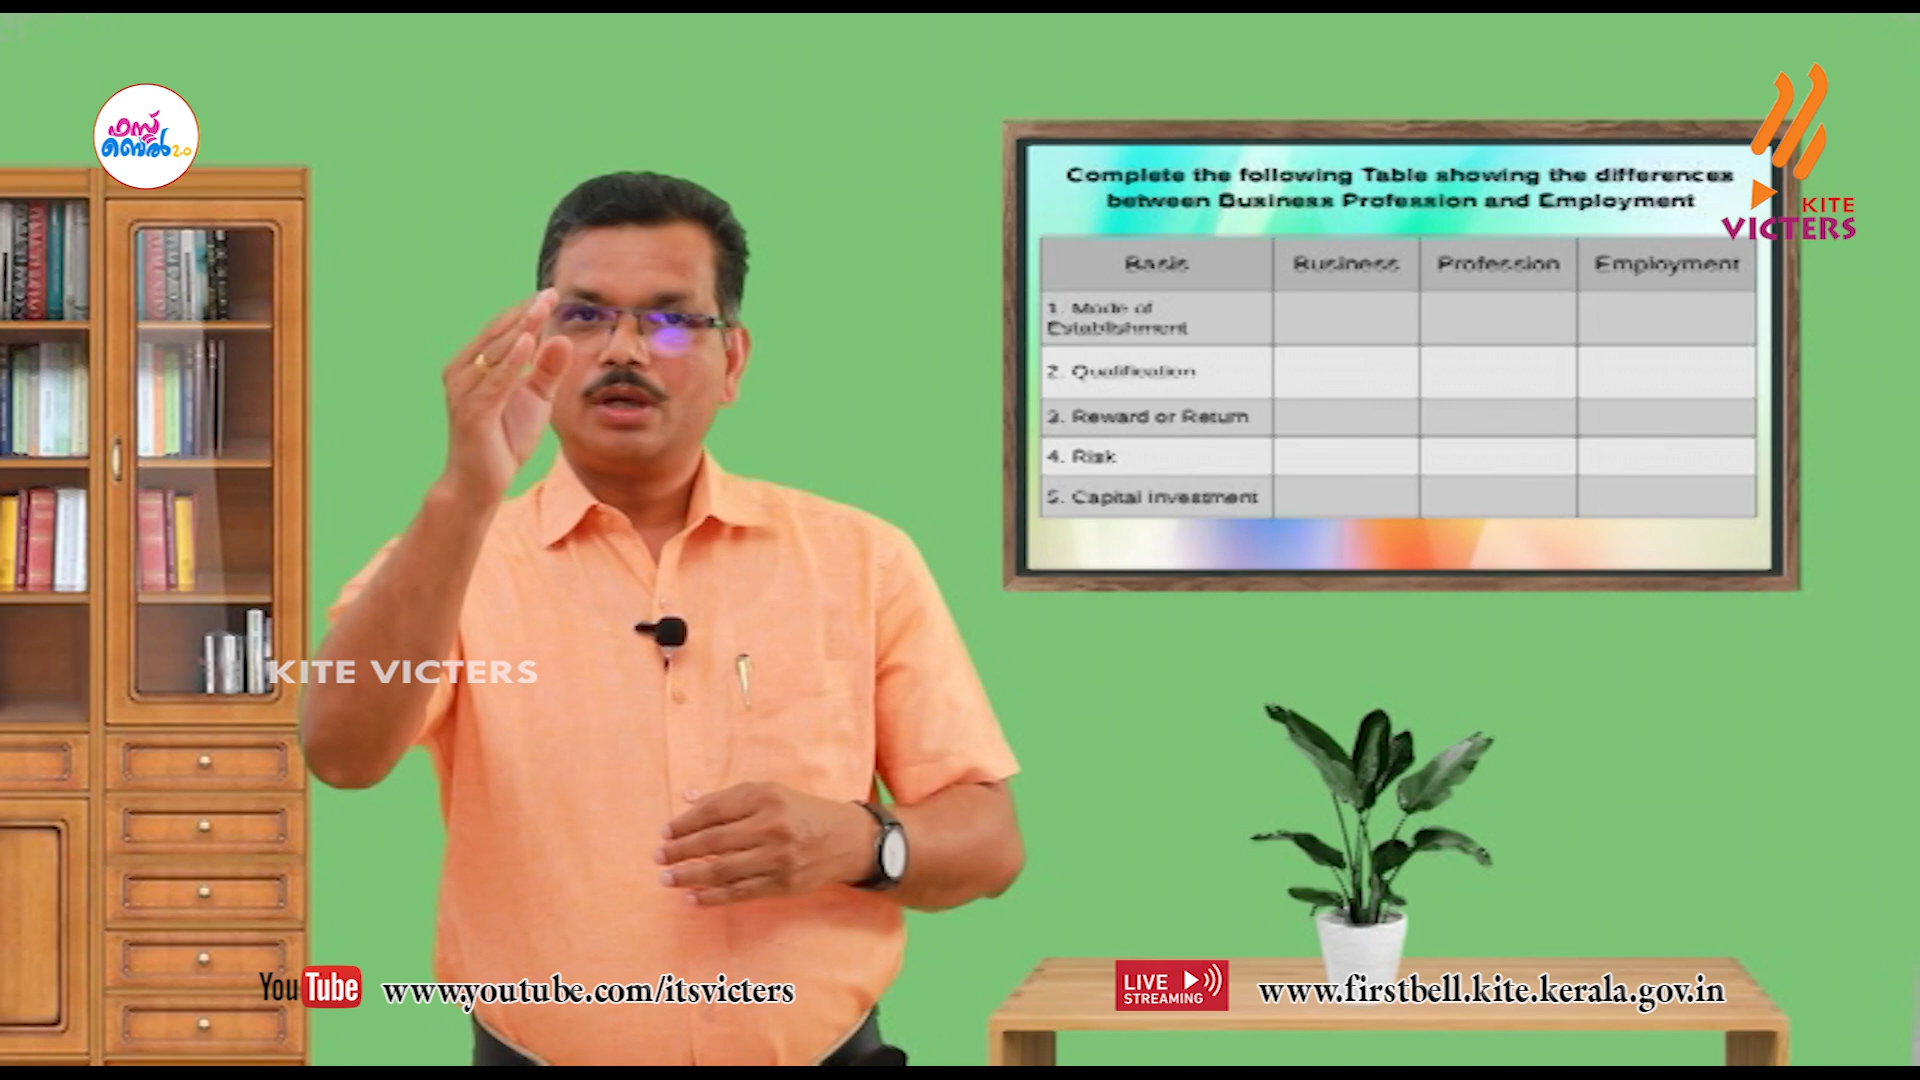 ഫസ്റ്റ്
ബെൽ 2.0
Complete the following Table showing the differences
between Business Profession and Employment
Basis Business Profession Employment
1. Mode of
Establishment
2. Qualification
3. Reward or Return
4. Risk
5. Capital investment
KITE
VICTERS
KITE VICTERS
YouTube www.youtube.com/itsvicters
LIVE
STREAMING
www.firstbell.kite.kerala.gov.in